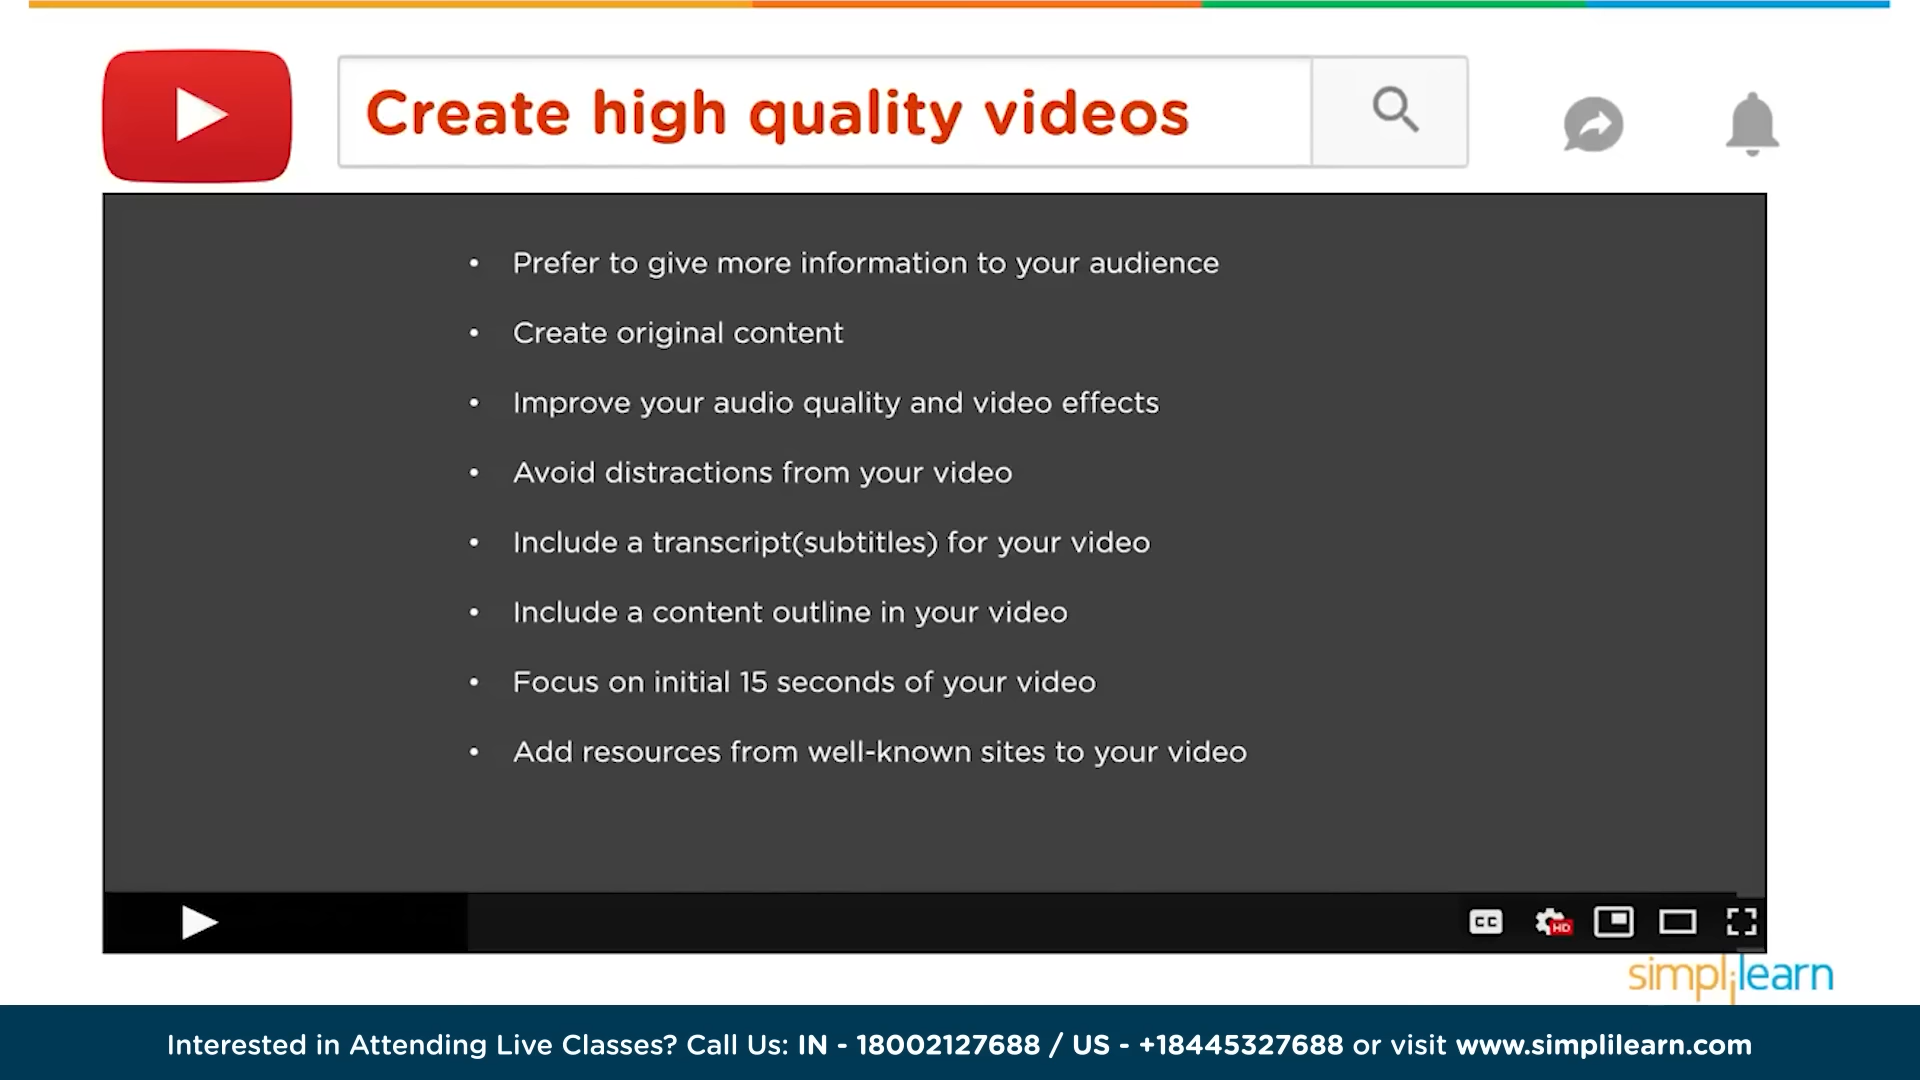 Create high quality videos
• Prefer to give more information to your audience
• Create original content
• Improve your audio quality and video effects
• Avoid distractions from your video
• Include a transcript(subtitles) for your video
• Include a content outline in your video
• Focus on initial 15 seconds of your video
• Add resources from well-known sites to your video
CC
HD
simplilearn
Interested in Attending Live Classes? Call Us: IN - 18002127688 / US - +18445327688 or visit www.simplilearn.com